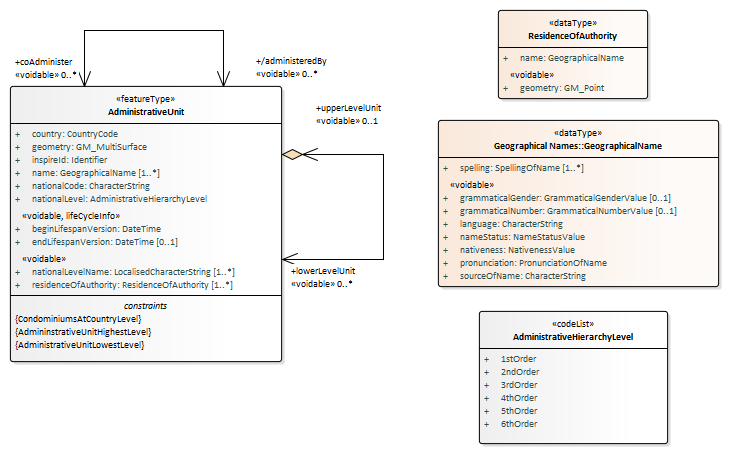 +coAdminister
«voidable» 0..*
+/administeredBy
«voidable» 0..*
«featureType»
AdministrativeUnit
+ country: CountryCode
+ geometry: GM_MultiSurface
+ inspireId: Identifier
+ name: GeographicalName [1..*]
+ nationalCode: CharacterString
+ nationalLevel: AdministrativeHierarchyLevel
«voidable, lifeCycleInfo»
+ beginLifespanVersion: DateTime
+ endLifespanVersion: DateTime [0..1]
«voidable»
+ nationalLevelName: LocalisedCharacterString [1..*]
+ residenceOfAuthority: ResidenceOfAuthority [1..*]
constraints
{CondominiumsAtCountryLevel}
{AdmininstrativeUnitHighestLevel}
{AdministrativeUnitLowestLevel}
+upperLevelUnit
«voidable» 0..1
+lowerLevelUnit
«voidable» 0..*
«dataType»
ResidenceOfAuthority
+ name: GeographicalName
«voidable»
+ geometry: GM_Point
«dataType»
Geographical Names::GeographicalName
+ spelling: SpellingOfName [1..*]
«voidable»
+ grammaticalGender: GrammaticalGenderValue [0..1]
+ grammaticalNumber: GrammaticalNumberValue [0..1]
+ language: CharacterString
+ nameStatus: NameStatusValue
+ nativeness: NativenessValue
+ pronunciation: PronunciationOfName
+ sourceOfName: CharacterString
«codeList»
AdministrativeHierarchyLevel
+ 1stOrder
+ 2ndOrder
+ 3rdOrder
+ 4thOrder
+ 5thOrder
+ 6thOrder